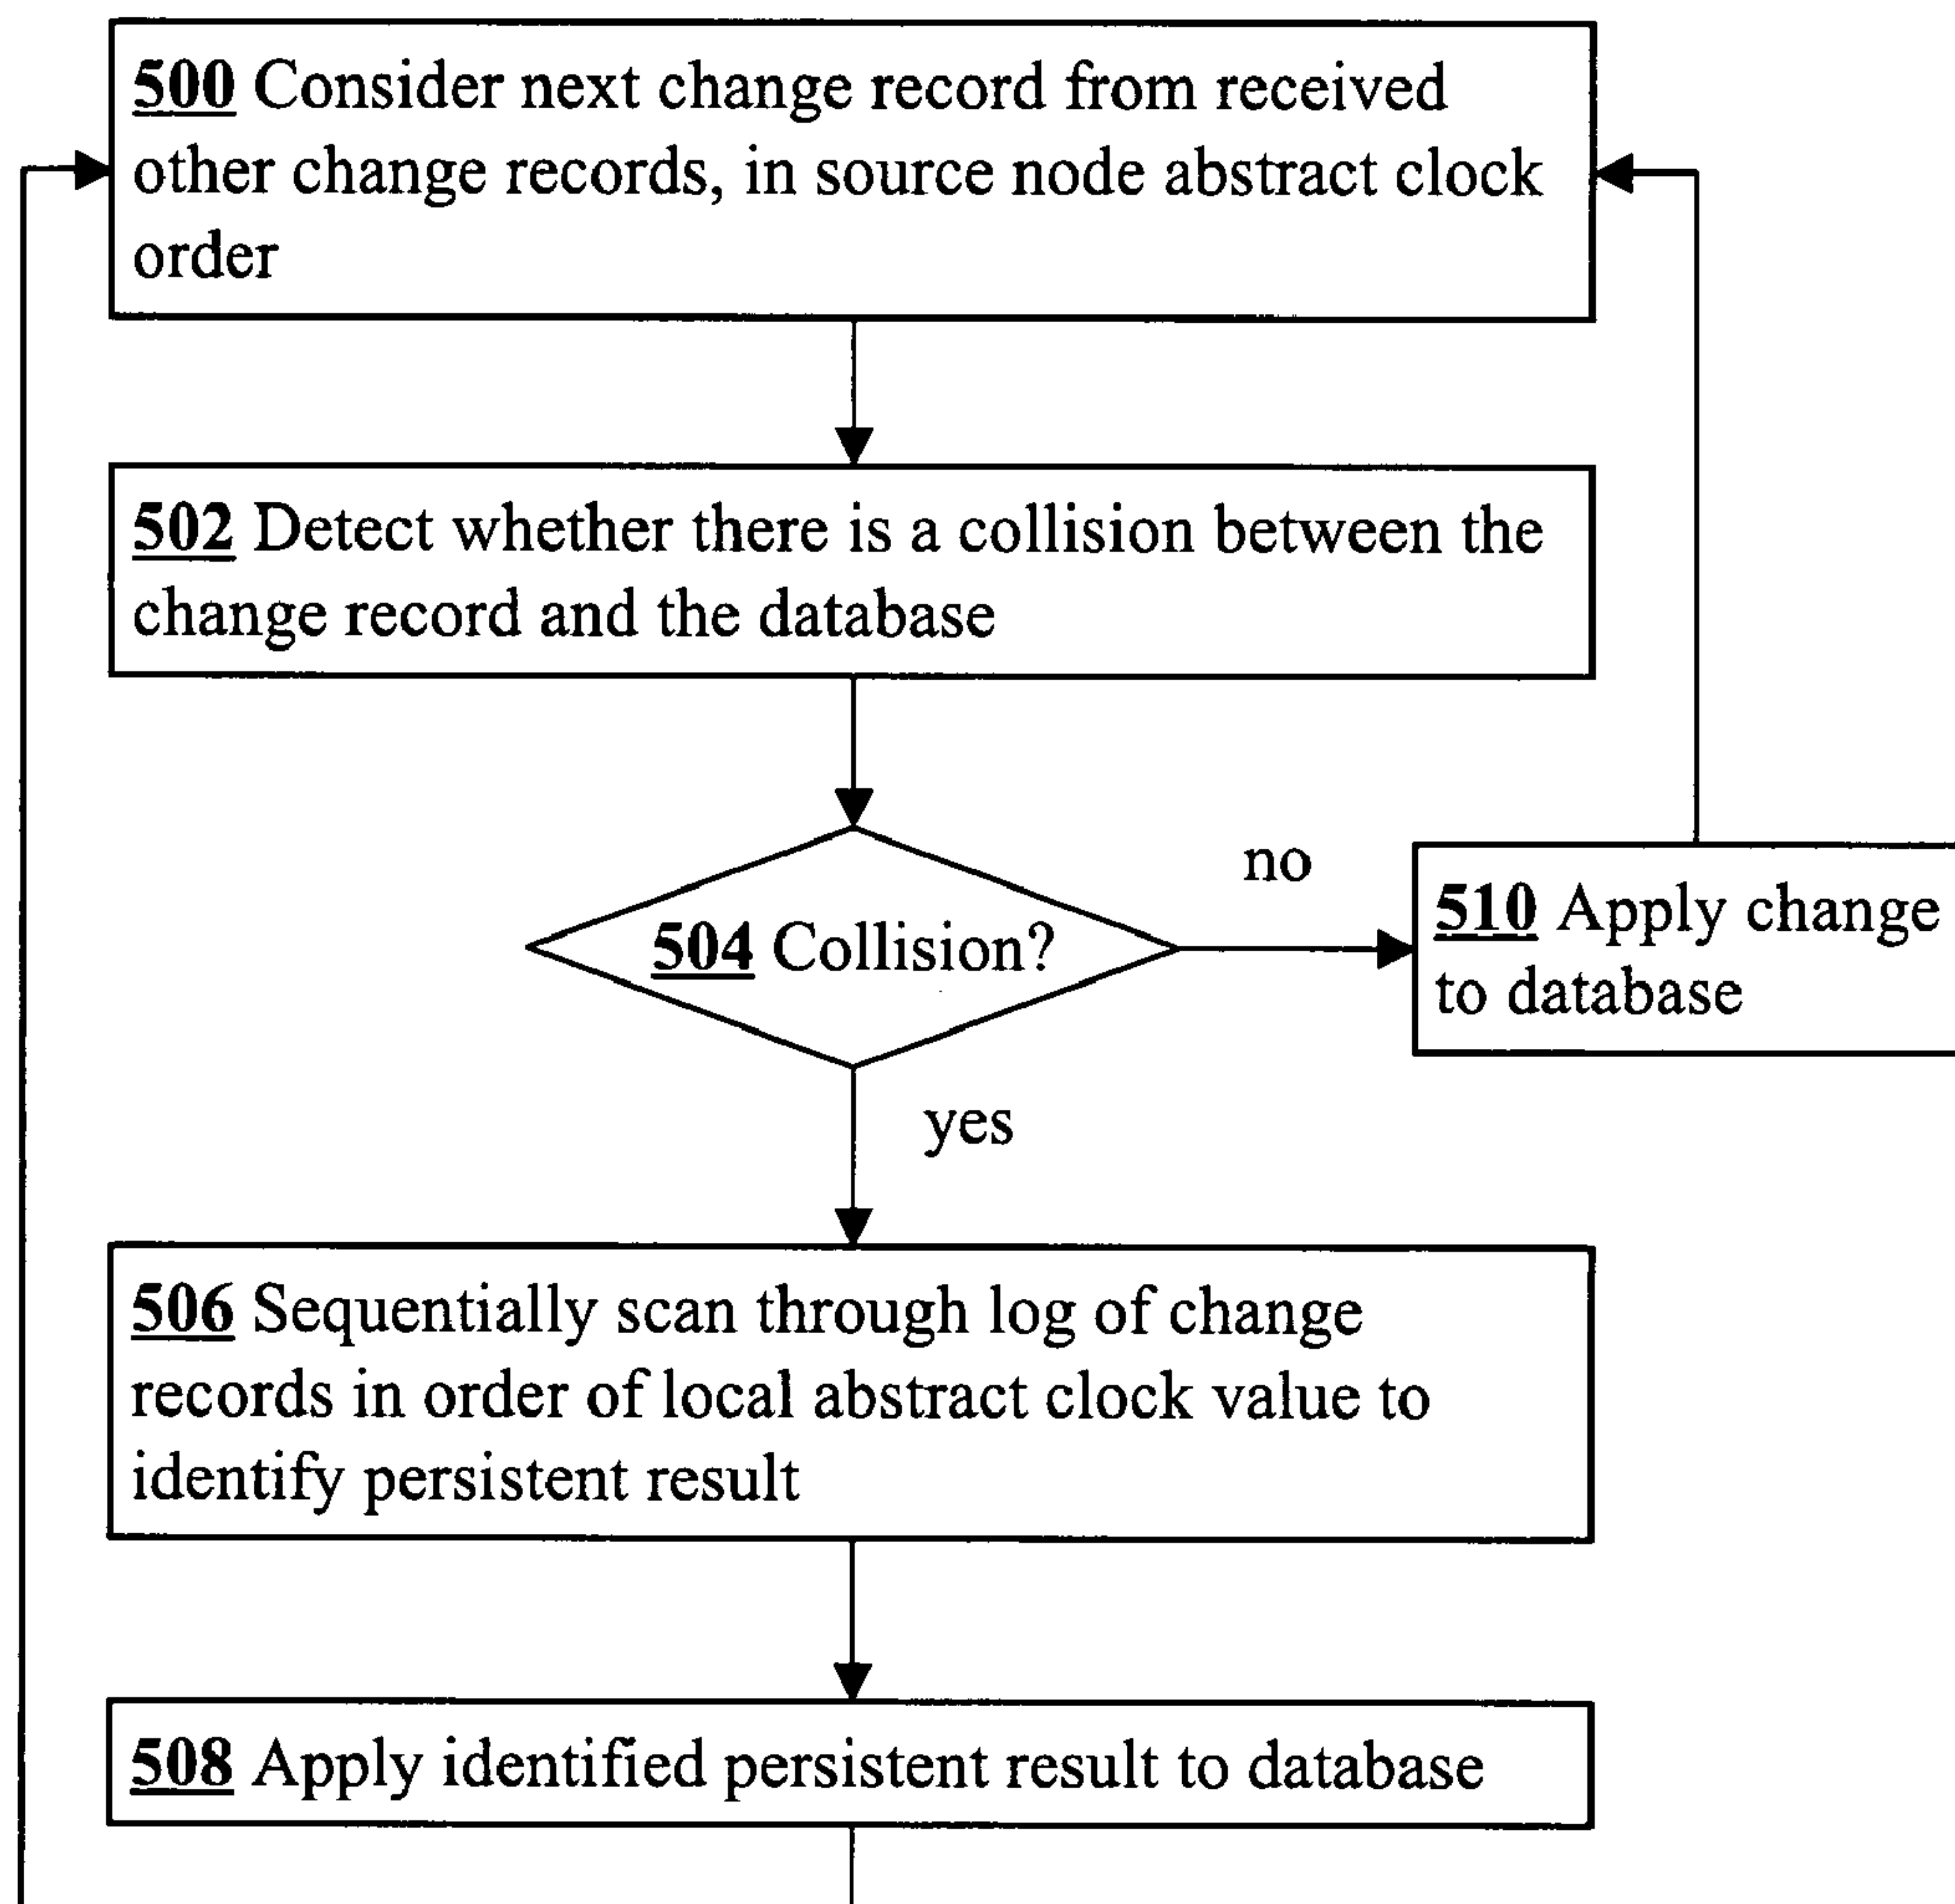 500 Consider next change record from received
other change records, in source node abstract clock
order
502 Detect whether there is a collision between the
change record and the database
504 Collision?
no
510 Apply change
to database
yes
506 Sequentially scan through log of change
records in order of local abstract clock value to
identify persistent result
508 Apply identified persistent result to database